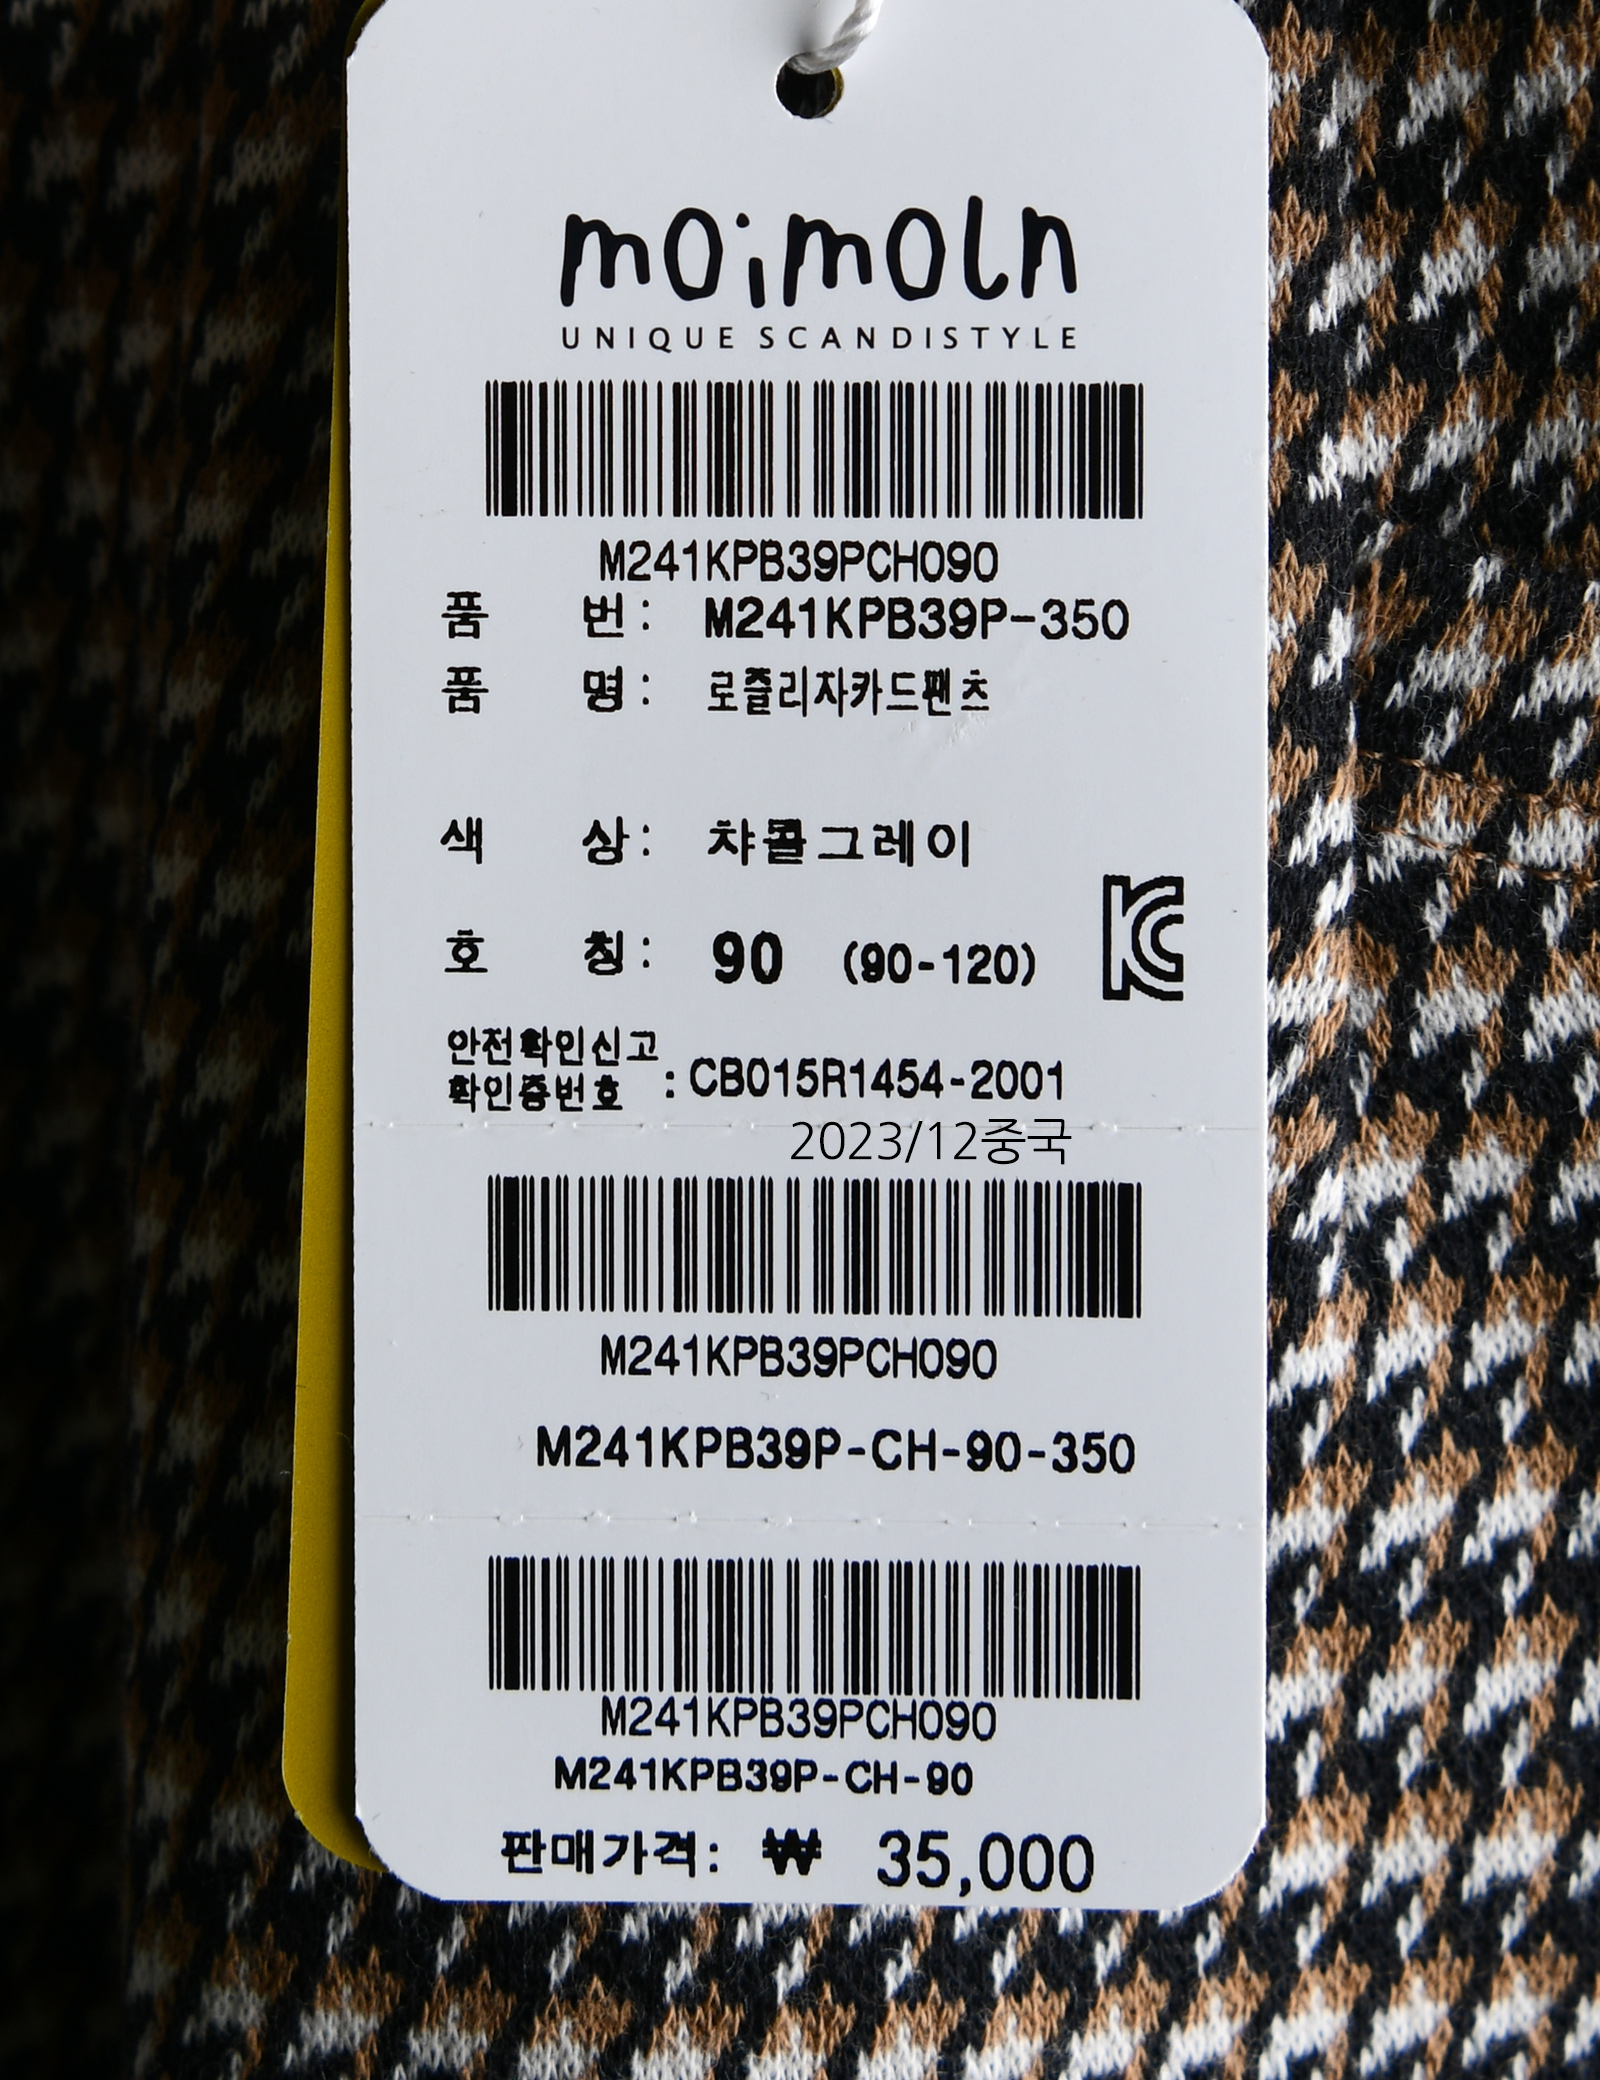 moimoln
UNIQUE SCANDISTYLE
M241KPB39PCH090
품 번: M241KPB39P-350
품 명: 로즐리자카드팬츠
색 상: 챠콜그레이
호 칭: 90 (90-120)
안전확인신고
확인증번호 : CB015R1454-2001
2023/12중국
M241KPB39PCH090
M241KPB39P-CH-90-350
M241KPB39PCH090
M241KPB39P-CH-90
판매가격: ₩ 35,000